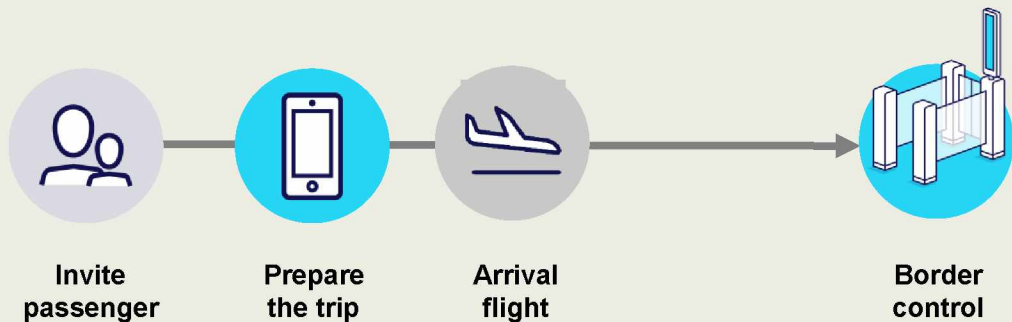 Invite
passenger
Prepare
the trip
Arrival
flight
Border
control